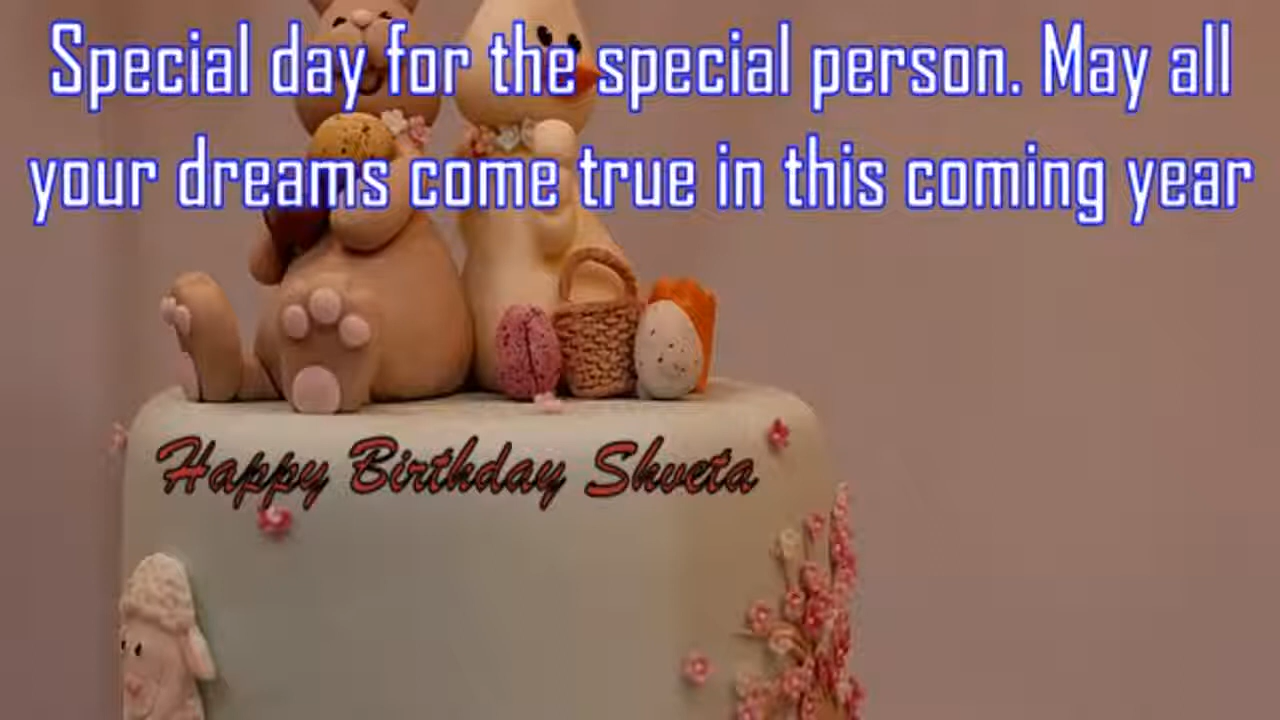 Special day for the special person. May all
your dreams come true in this coming year
Happy Birthday Shveta